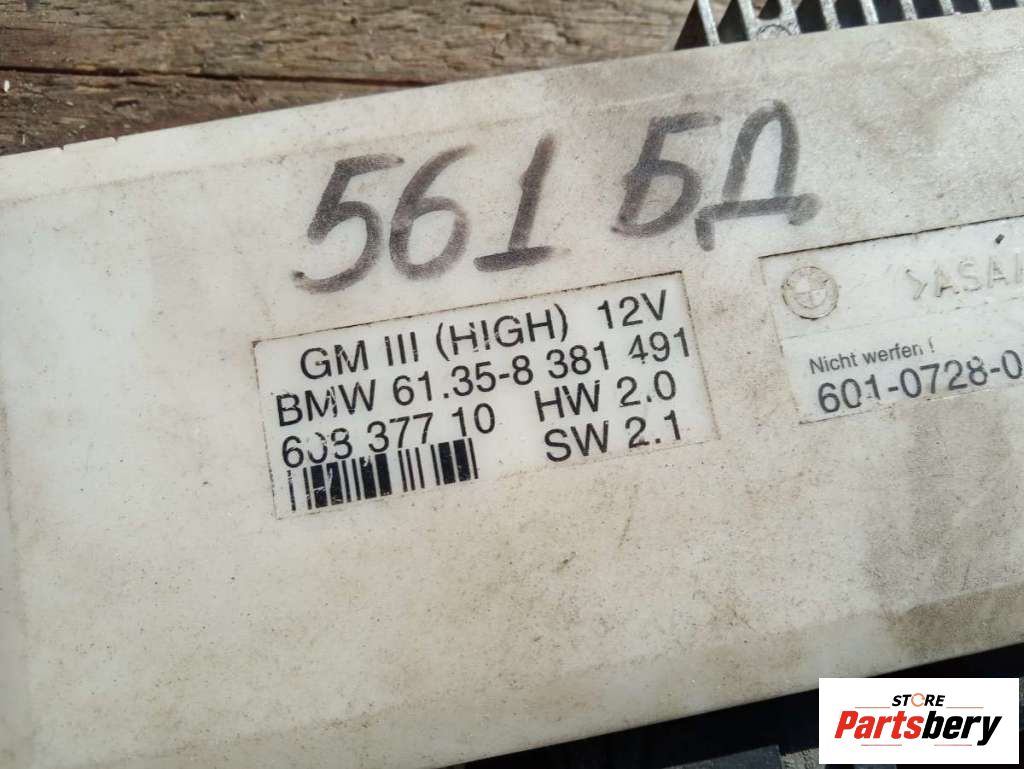 561 БД
GM III (HIGH) 12V
BMW 61.35-8 381 491
608 377 10 HW 2.0
SW 2.1
Nicht werfen!
601-0728-0
STORE
Partsbery